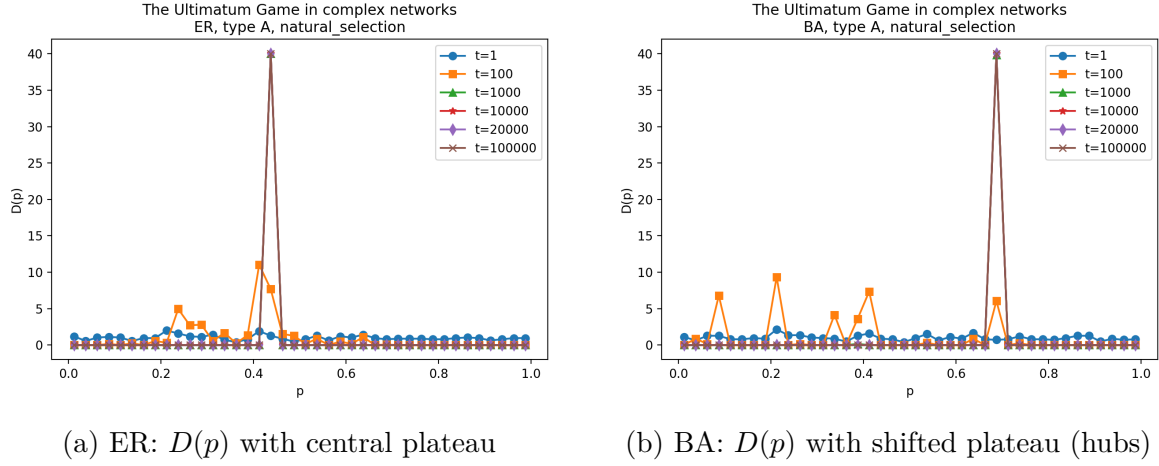 The Ultimatum Game in complex networks
ER, type A, natural_selection
D(p)
40
35
30
25
20
15
10
5
0
t=1
t=100
t=1000
t=10000
t=20000
t=100000
0.0 0.2 0.4 0.6 0.8 1.0
p
(a) ER: D(p) with central plateau
The Ultimatum Game in complex networks
BA, type A, natural_selection
D(p)
40
35
30
25
20
15
10
5
0
t=1
t=100
t=1000
t=10000
t=20000
t=100000
0.0 0.2 0.4 0.6 0.8 1.0
p
(b) BA: D(p) with shifted plateau (hubs)